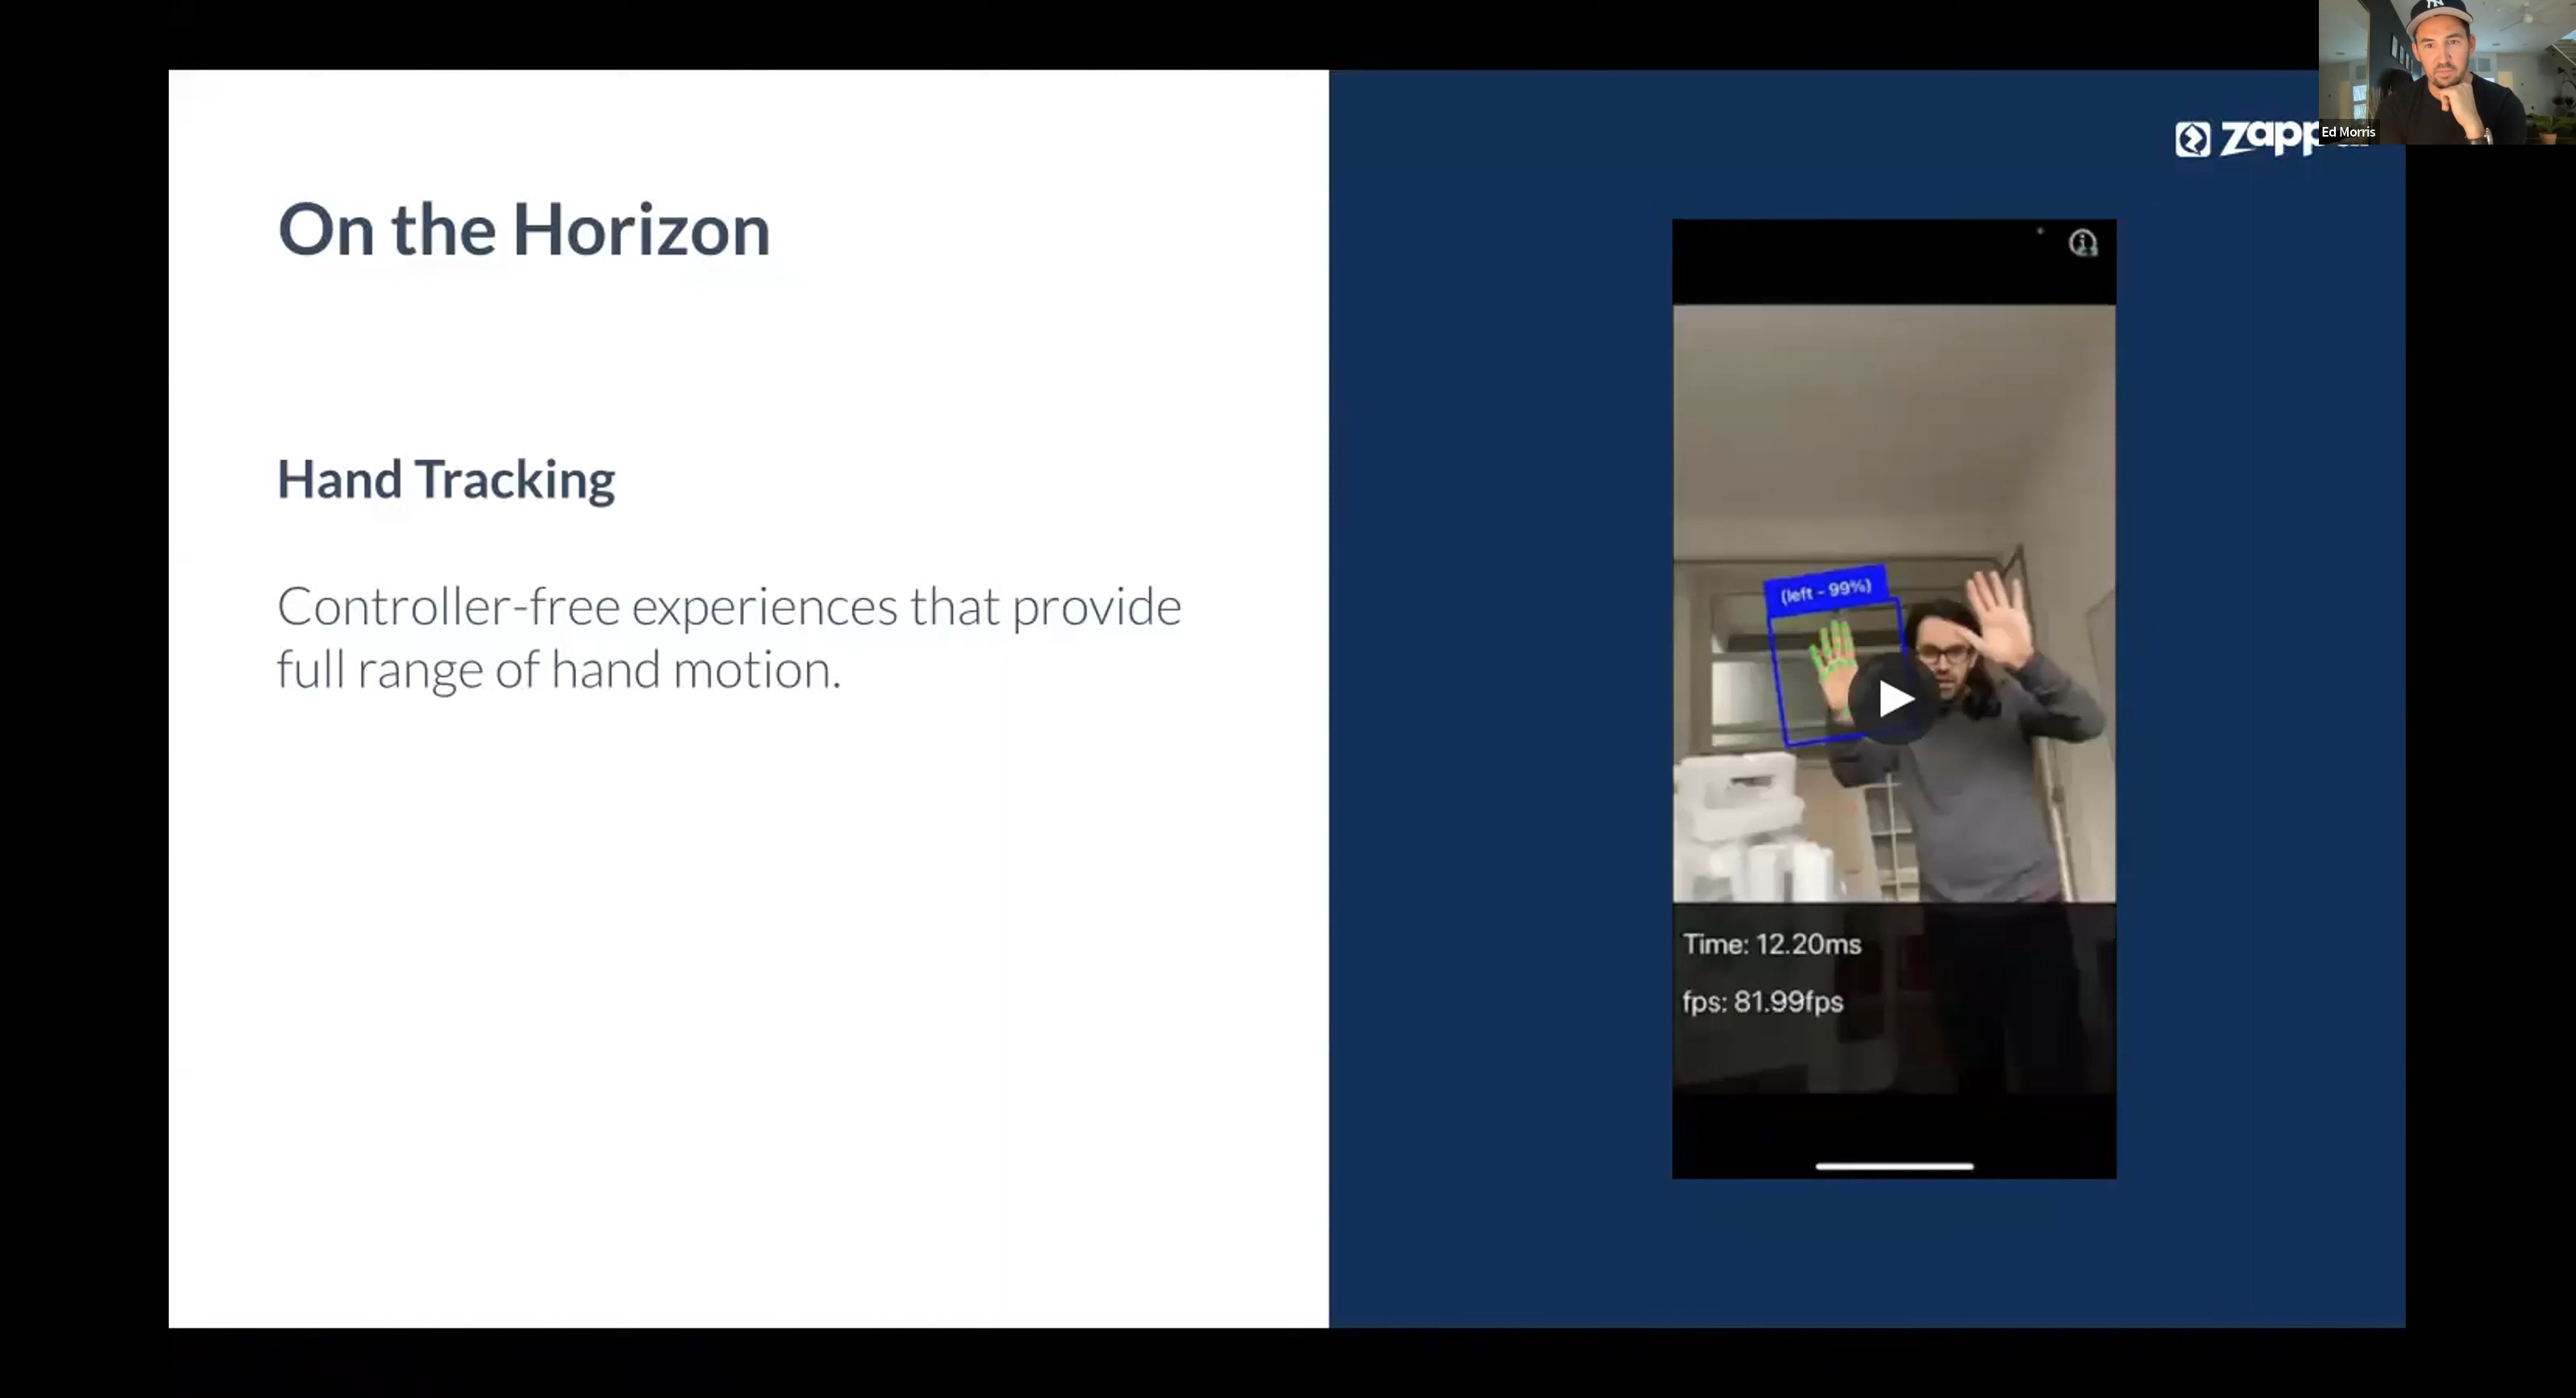 On the Horizon
Hand Tracking
Controller-free experiences that provide
full range of hand motion.
(left - 99%)
Time: 12.20ms
fps: 81.99fps
Ed Morris
NY